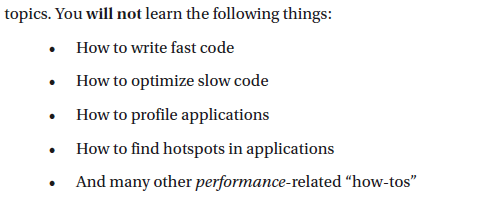 topics. You will not learn the following things:
• How to write fast code
• How to optimize slow code
• How to profile applications
• How to find hotspots in applications
• And many other performance-related “how-tos”